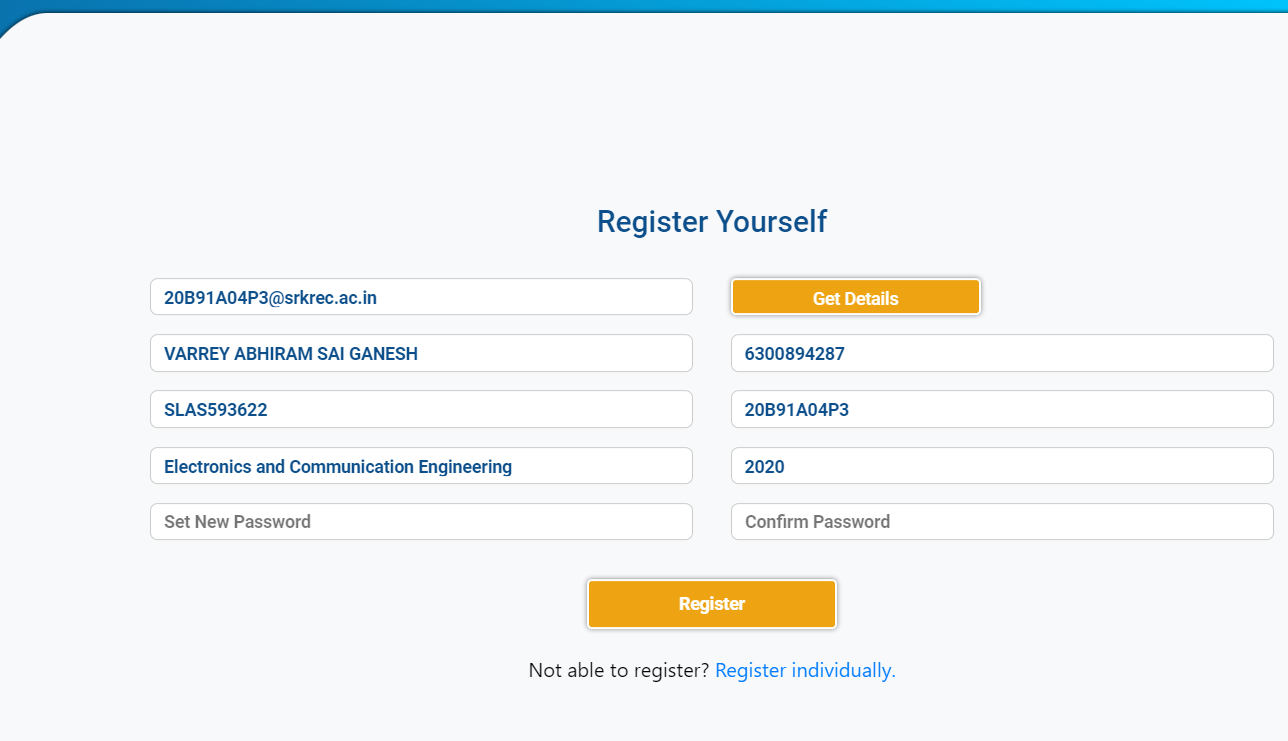 Register Yourself
20B91A04P3@srkrec.ac.in
Get Details
VARREY ABHIRAM SAI GANESH
6300894287
SLAS593622
20B91A04P3
Electronics and Communication Engineering
2020
Set New Password
Confirm Password
Register
Not able to register? Register individually.